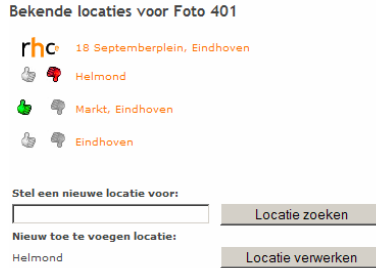 Bekende locaties voor Foto 401
rhc 18 Septemberplein, Eindhoven
Helmond
Markt, Eindhoven
Eindhoven
Stel een nieuwe locatie voor:
Locatie zoeken
Nieuw toe te voegen locatie:
Helmond Locatie verwerken